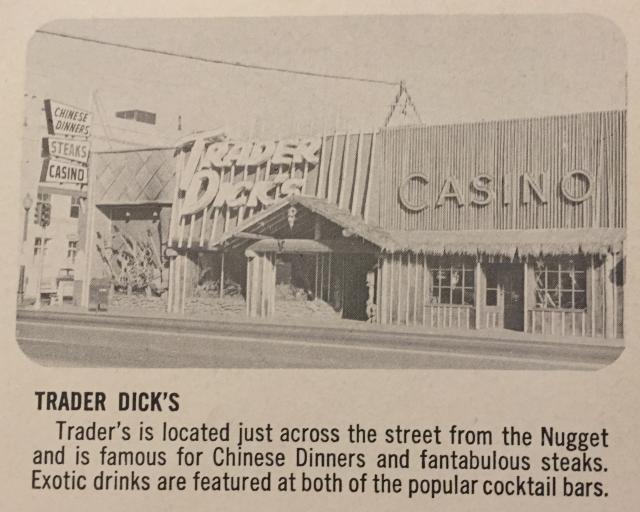 CHINESE
DINNERS
STEAKS
CASINO
TRADER
DICK'S
CASINO
TRADER DICK'S
Trader's is located just across the street from the Nugget
and is famous for Chinese Dinners and fantabulous steaks.
Exotic drinks are featured at both of the popular cocktail bars.